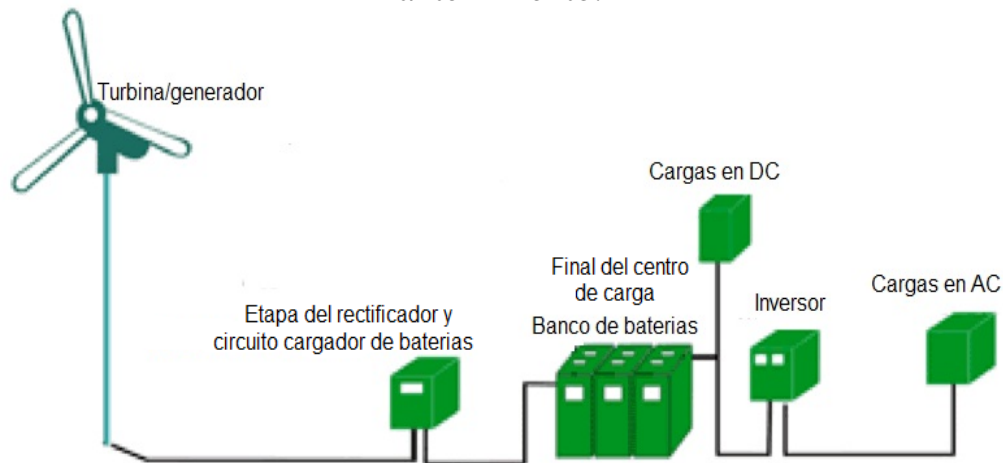 Turbina/generador
Cargas en DC
Final del centro
de carga
Banco de baterias
Inversor
Cargas en AC
Etapa del rectificador y
circuito cargador de baterias